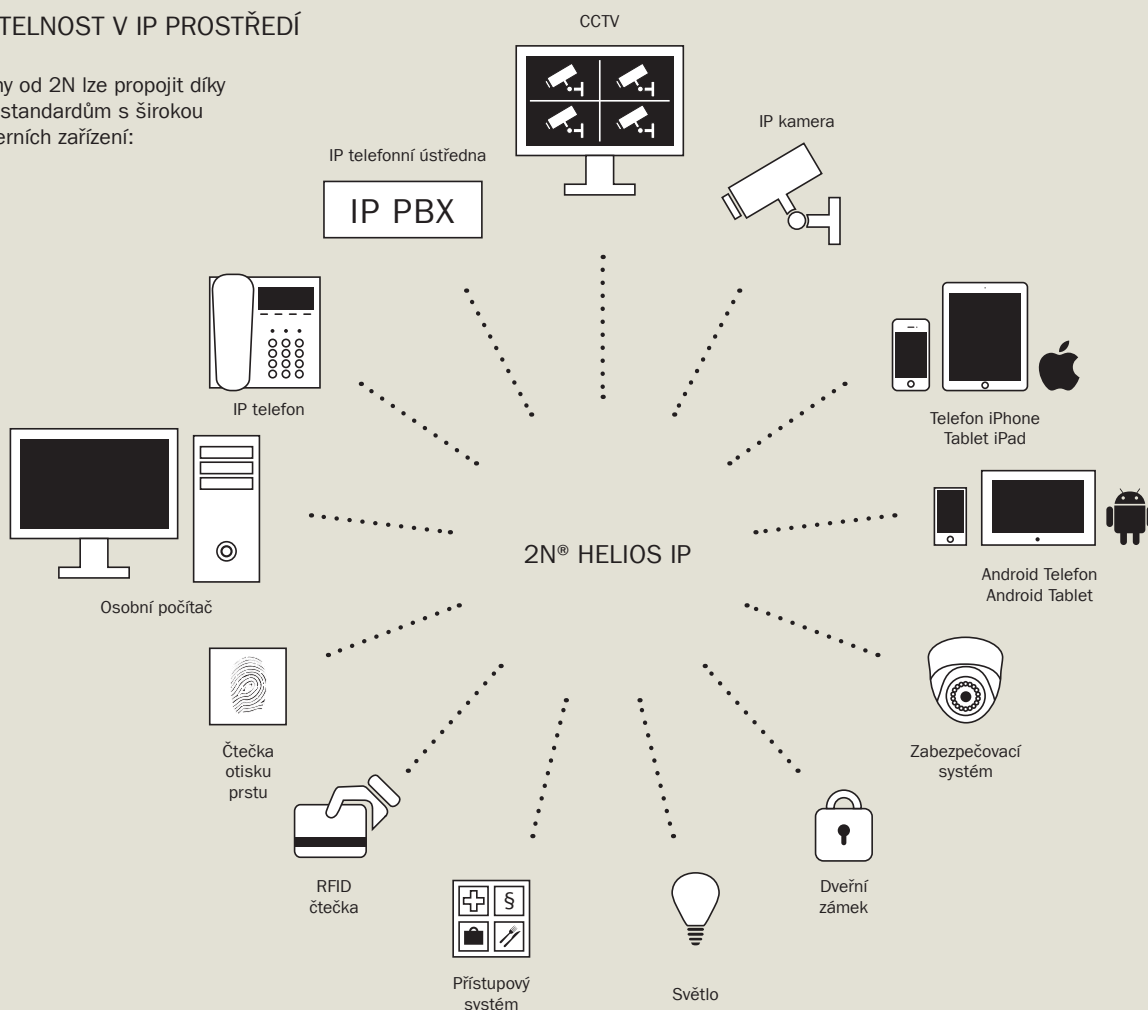 TELNOST V IP PROSTŘEDÍ
ny od 2N lze propojit díky
standardům s širokou
erních zařízení:
CCTV
IP kamera
IP telefonní ústředna
IP PBX
IP telefon
Telefon iPhone
Tablet iPad
Osobní počítač
2N® HELIOS IP
Android Telefon
Android Tablet
Čtečka
otisku
prstu
Zabezpečovací
systém
RFID
čtečka
§
Přístupový
systém
Světlo
Dveřní
zámek